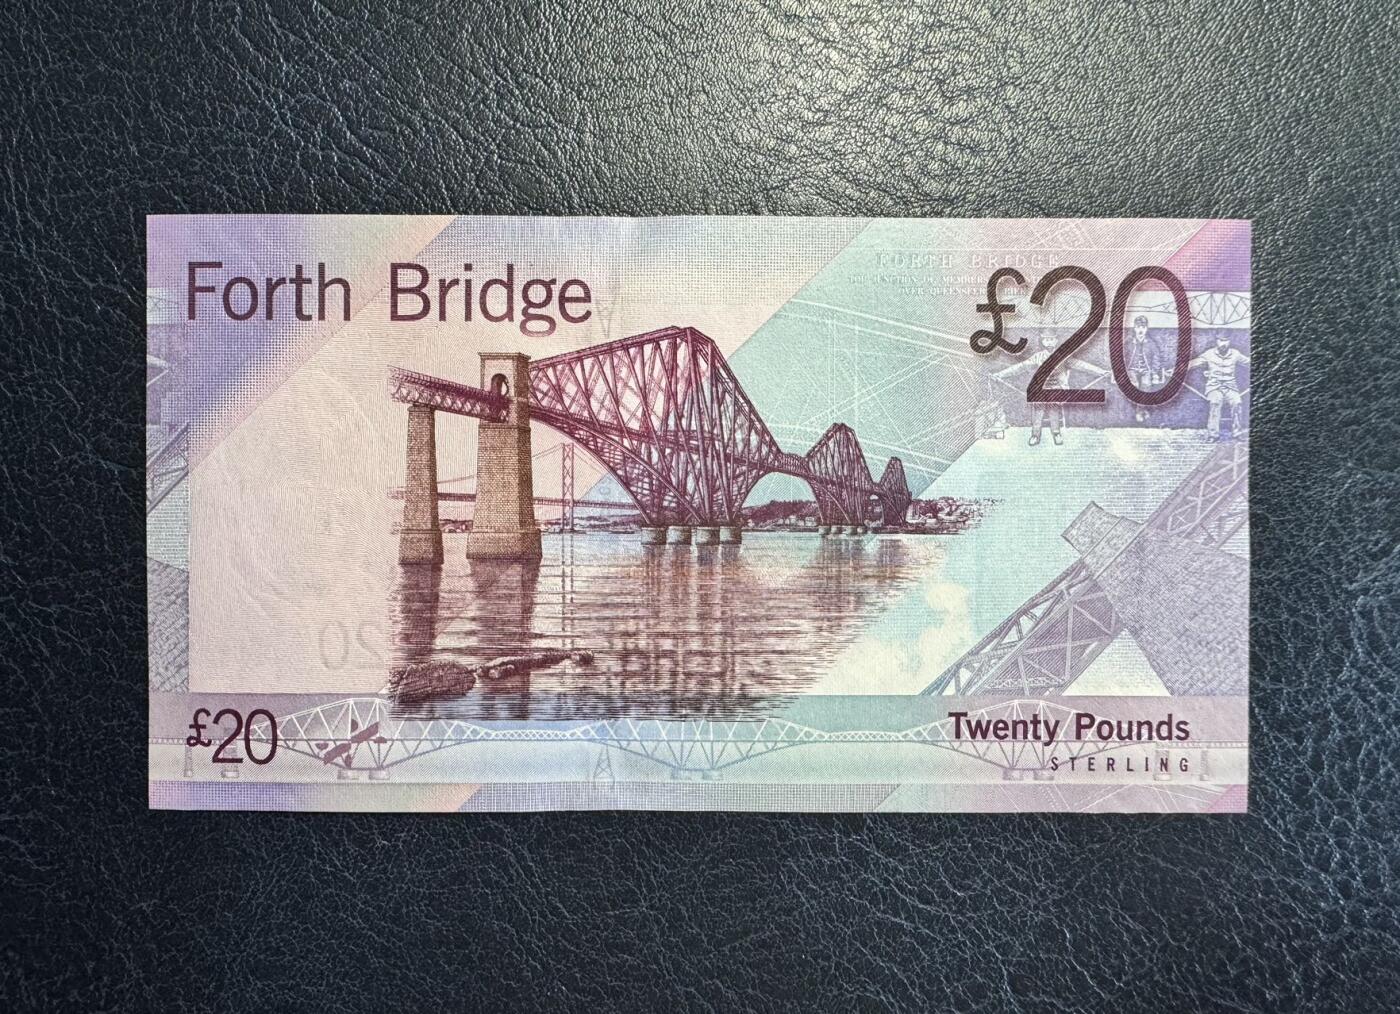 Forth Bridge
FORTH BRIDGE
£20
£20
Twenty Pounds
STERLING